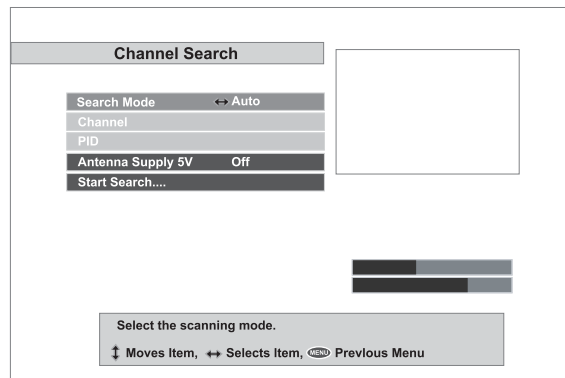 Channel Search
Search Mode ↔ Auto
Channel
PID
Antenna Supply 5V Off
Start Search....
Select the scanning mode.
↕ Moves Item, ↔ Selects Item, MENU Prevlous Menu